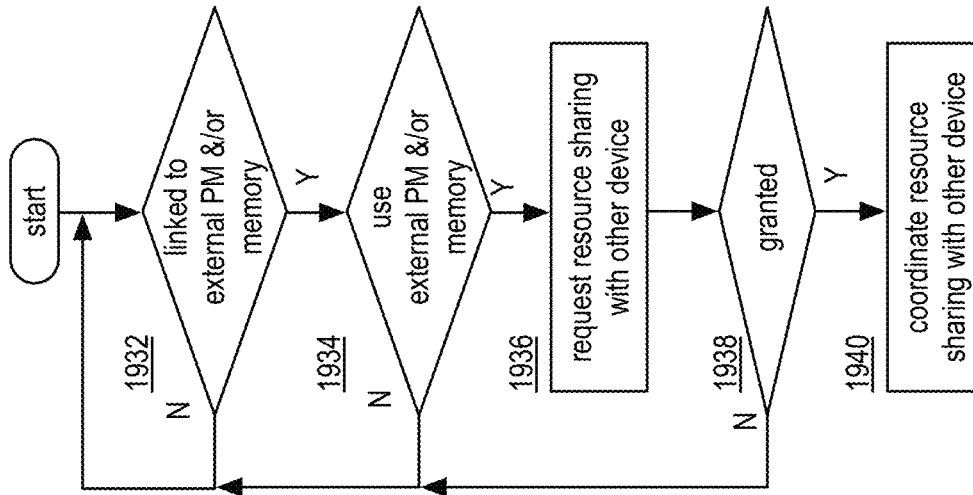 start
linked to
external PM &/or
memory
1932
N
Y
use
external PM &/or
memory
1934
N
Y
request resource sharing
with other device
1936
granted
1938
N
Y
coordinate resource
sharing with other device
1940